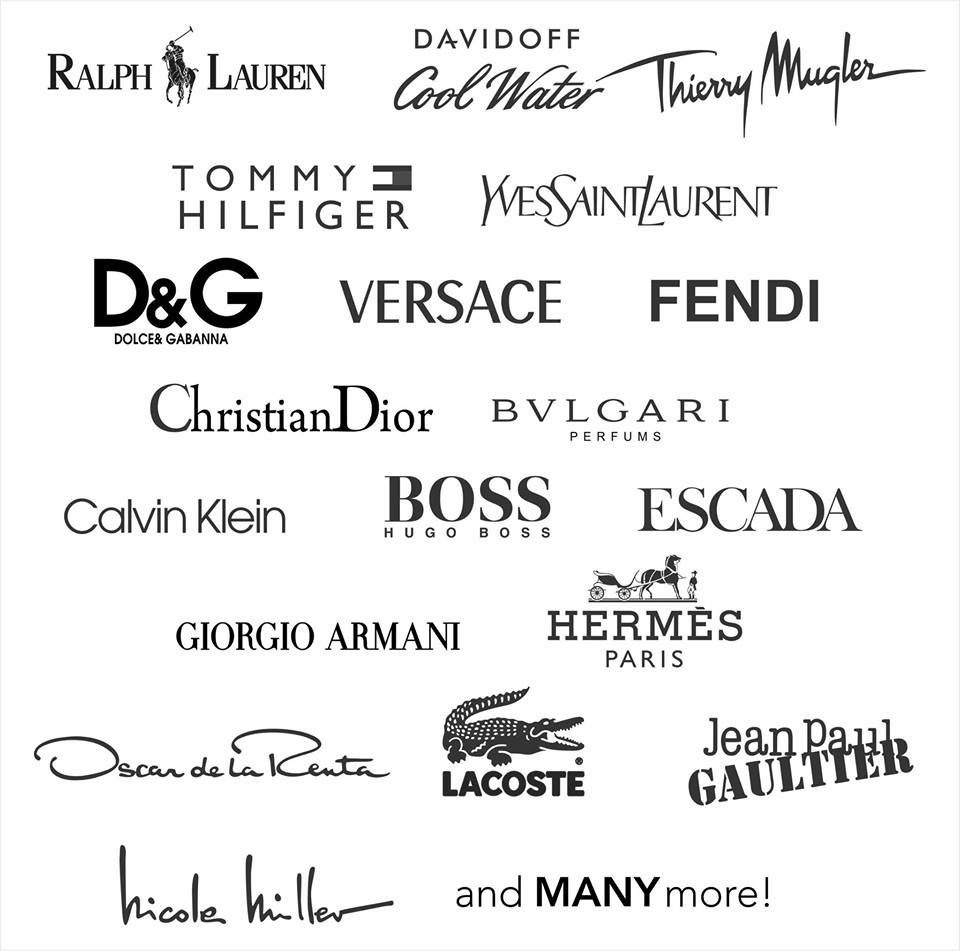 RALPH LAUREN
DAVIDOFF
Cool Water
Thierry Mugler
TOMMY
HILFIGER
YVESSAINTLAURENT
D&G
DOLCE& GABANNA
VERSACE
FENDI
ChristianDior
BVLGARI
PERFUMS
Calvin Klein
BOSS
HUGO BOSS
ESCADA
GIORGIO ARMANI
HERMÈS
PARIS
Oscar de la Renta
LACOSTE
®
Jean Paul
GAULTIER
Nicole Miller
and MANY more!